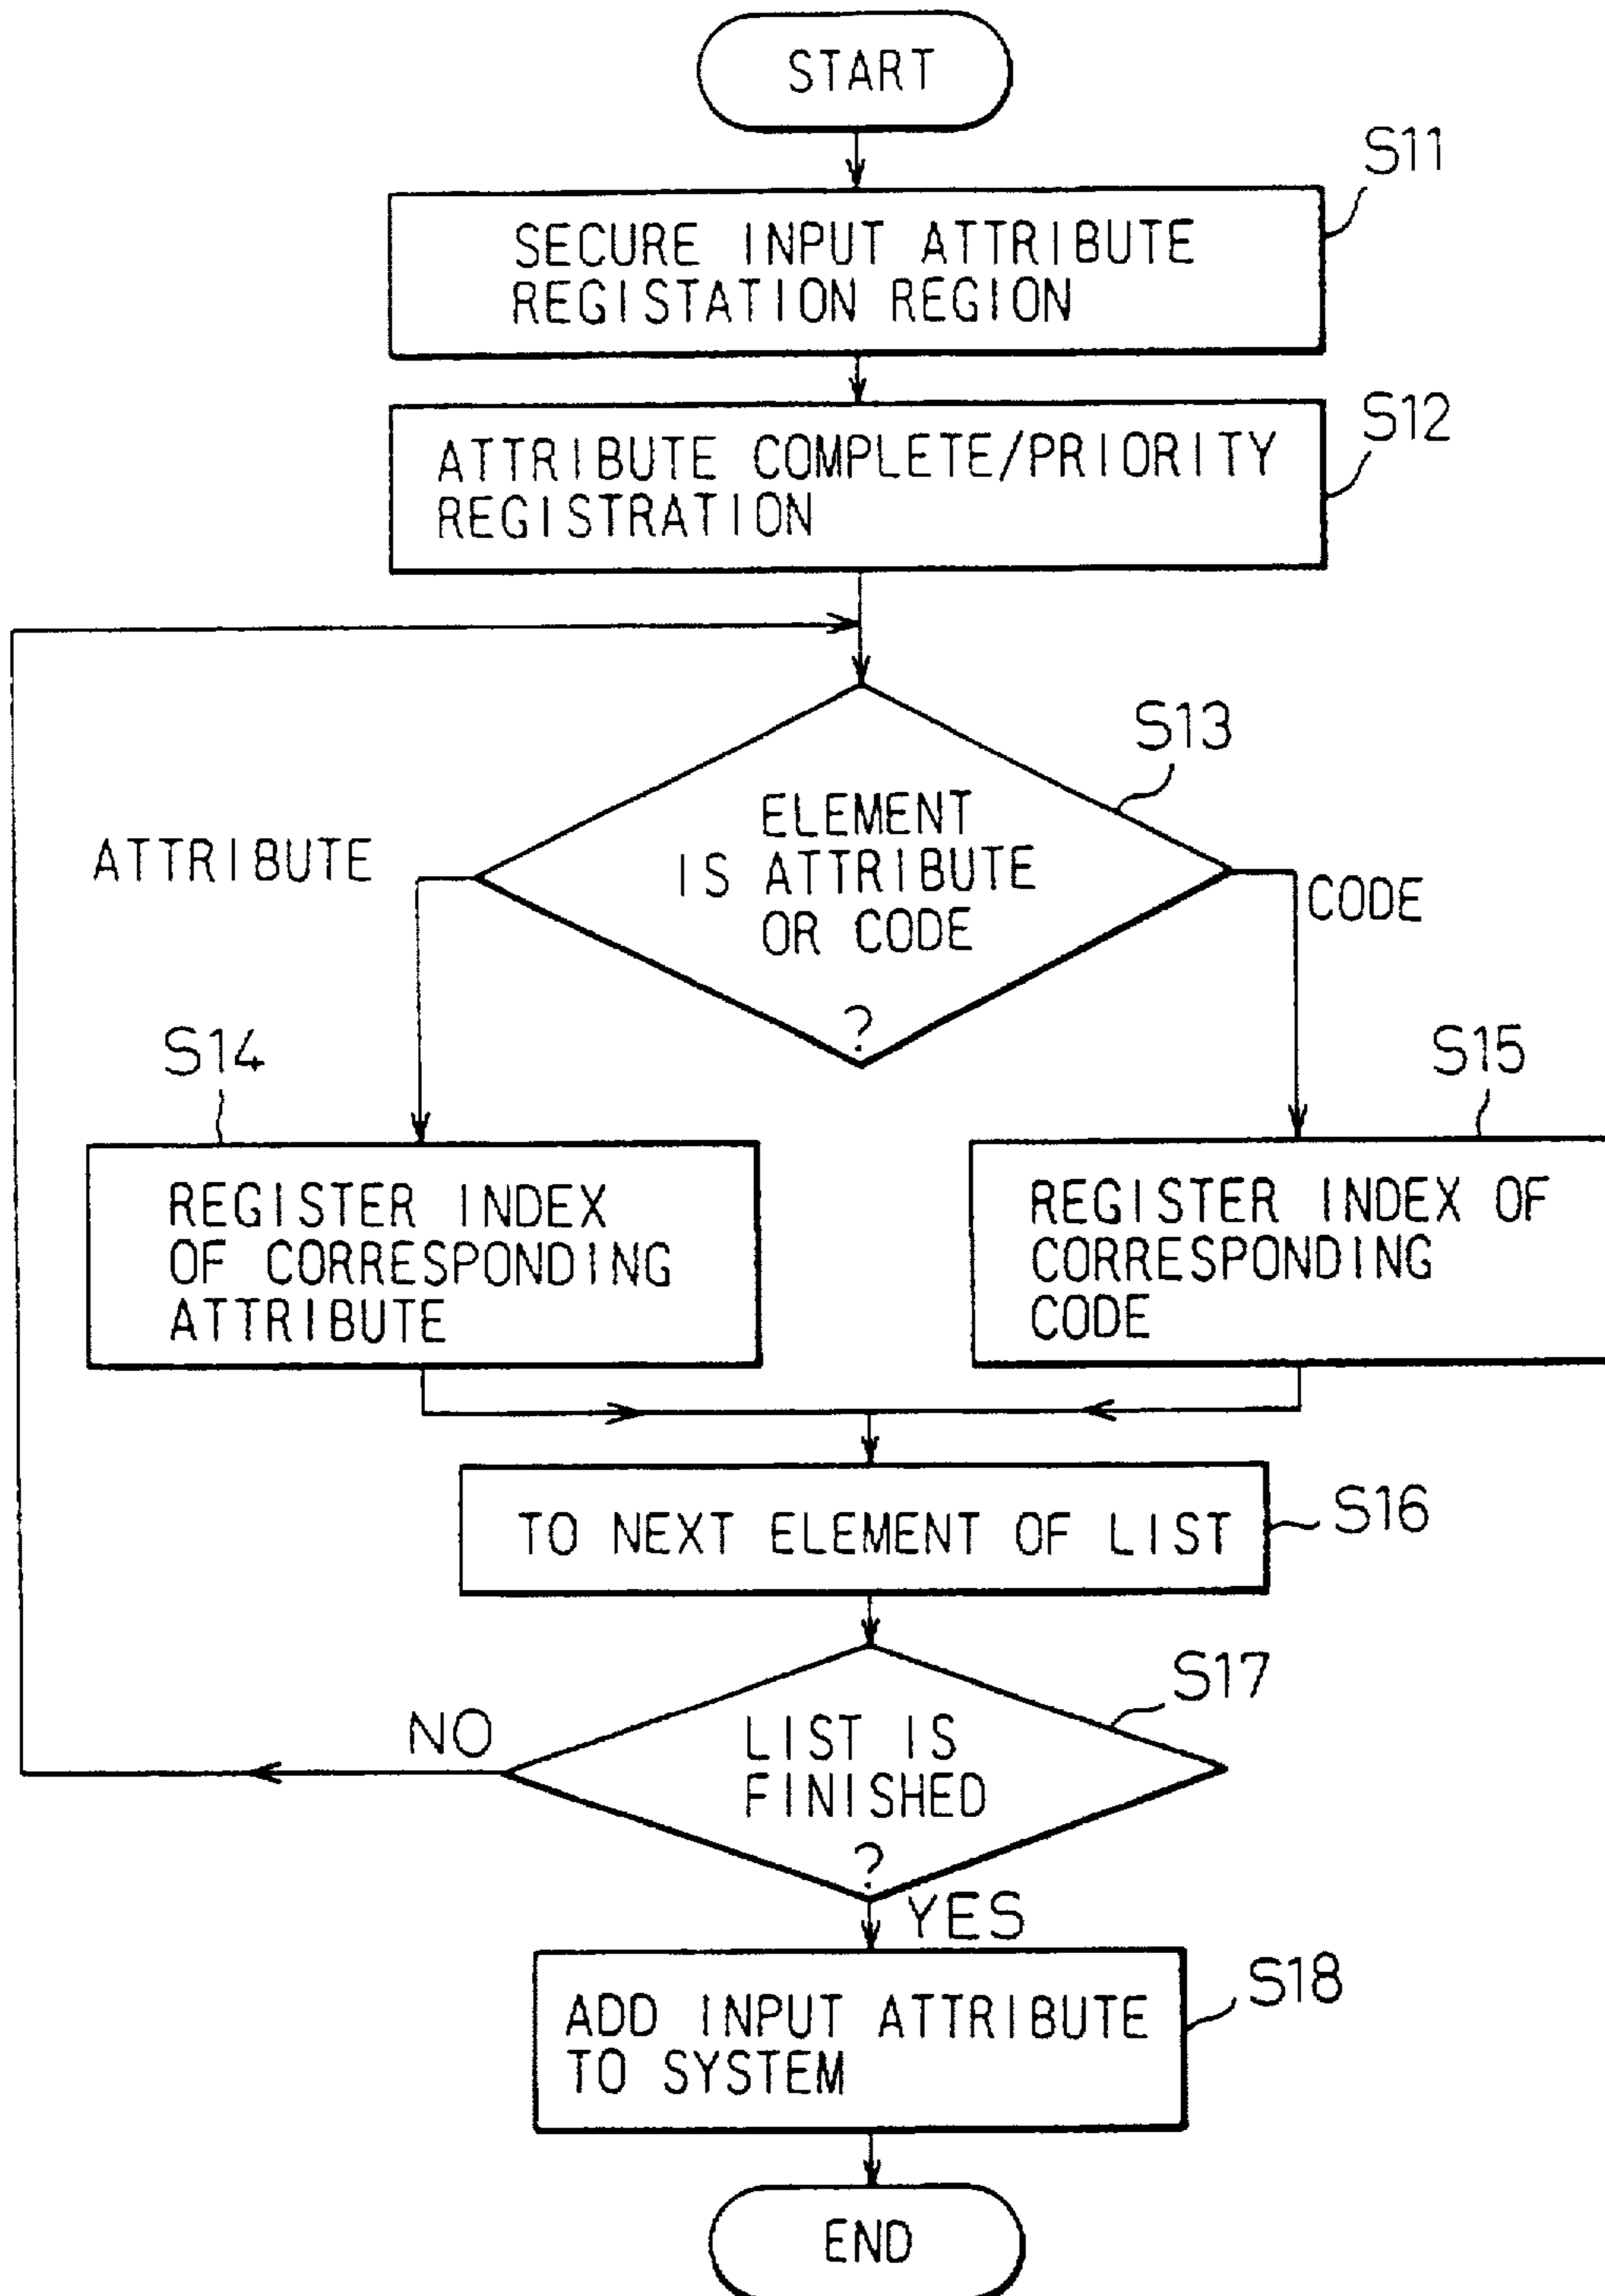 START
S11
SECURE INPUT ATTRIBUTE
REGISTATION REGION
S12
ATTRIBUTE COMPLETE/PRIORITY
REGISTRATION
S13
ELEMENT
IS ATTRIBUTE
OR CODE
?
ATTRIBUTE
CODE
S14
REGISTER INDEX
OF CORRESPONDING
ATTRIBUTE
S15
REGISTER INDEX OF
CORRESPONDING
CODE
TO NEXT ELEMENT OF LIST
S16
S17
LIST IS
FINISHED
?
NO
YES
S18
ADD INPUT ATTRIBUTE
TO SYSTEM
END